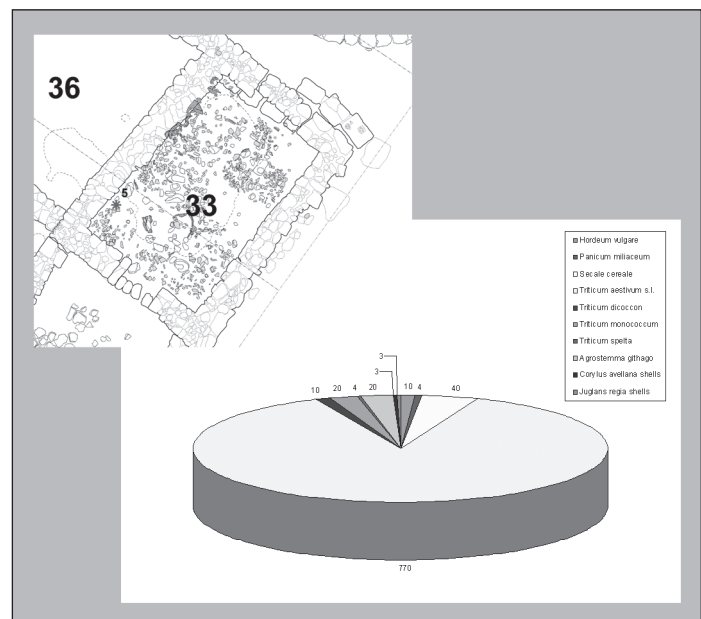 36
5
33
Hordeum vulgare
Panicum miliaceum
Secale cereale
Triticum aestivum s.l.
Triticum dicoccon
Triticum monococcum
Triticum spelta
Agrostemma githago
Corylus avellana shells
Juglans regia shells
3
3
10 20 4 20 10 4 40
770